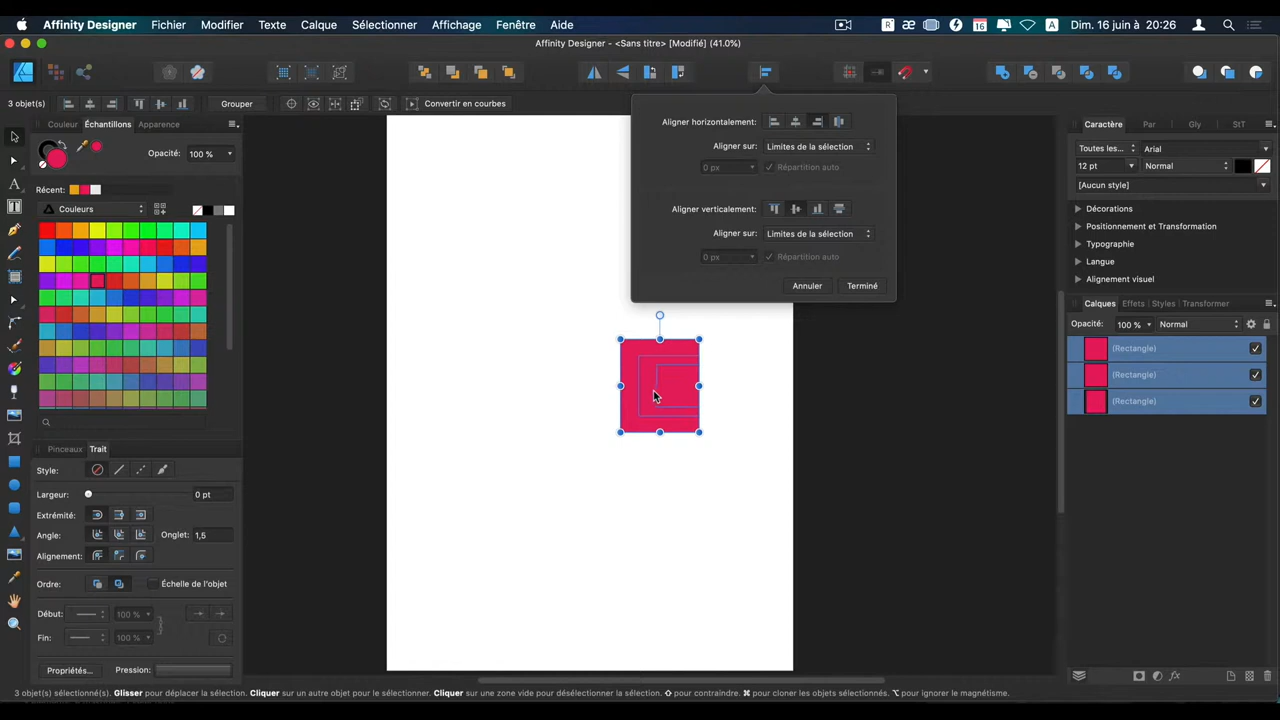 Affinity Designer Fichier Modifier Texte Calque Sélectionner Affichage Fenêtre Aide
R æ 16 A Dim. 16 juin à 20:26
Affinity Designer - <Sans titre> [Modifié] (41.0%)
3 objet(s) Grouper Convertir en courbes
Couleur Échantillons Apparence
Opacité: 100 %
Récent:
Couleurs
Pinceaux Trait
Style:
Largeur: 0 pt
Extrémité:
Angle: Onglet: 1,5
Alignement:
Ordre: Échelle de l'objet
Début: 100 %
Fin: 100 %
Propriétés... Pression:
Aligner horizontalement:
Aligner sur: Limites de la sélection
0 px Répartition auto
Aligner verticalement:
Aligner sur: Limites de la sélection
0 px Répartition auto
Annuler Terminé
Caractère Par Gly StT
Toutes les... Arial
12 pt Normal
[Aucun style]
Décorations
Positionnement et Transformation
Typographie
Langue
Alignement visuel
Calques Effets Styles Transformer
Opacité: 100 % Normal
(Rectangle)
(Rectangle)
(Rectangle)
fx
3 objet(s) sélectionné(s). Glisser pour déplacer la sélection. Cliquer sur un autre objet pour le sélectionner. Cliquer sur une zone vide pour désélectionner la sélection. ⇧ pour contraindre. ⌘ pour cloner les objets sélectionnés. ⌥ pour ignorer le magnétisme.